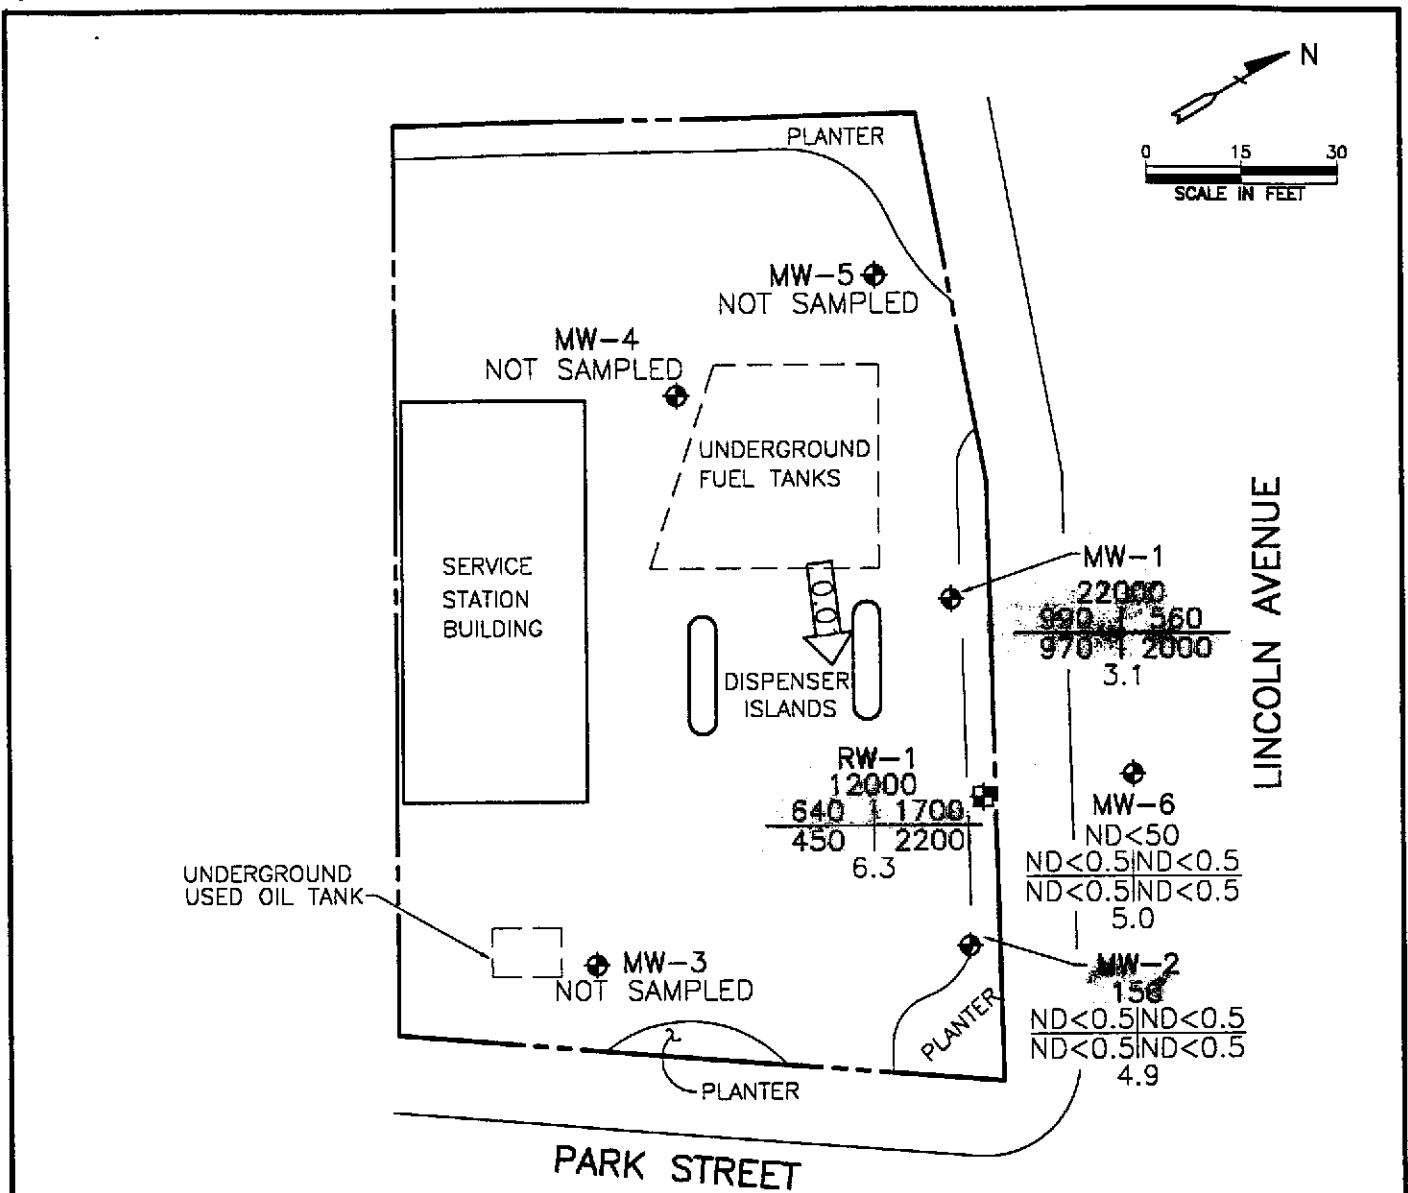 N
0 15 30
SCALE IN FEET
PLANTER
MW-5
NOT SAMPLED
MW-4
NOT SAMPLED
UNDERGROUND
FUEL TANKS
SERVICE
STATION
BUILDING
0.01
DISPENSER
ISLANDS
MW-1
22000
990 560
970 2000
3.1
LINCOLN AVENUE
RW-1
12000
640 1700
450 2200
6.3
MW-6
ND<50
ND<0.5 ND<0.5
ND<0.5 ND<0.5
5.0
UNDERGROUND
USED OIL TANK
MW-3
NOT SAMPLED
MW-2
150
ND<0.5 ND<0.5
ND<0.5 ND<0.5
4.9
PLANTER
PLANTER
PARK STREET